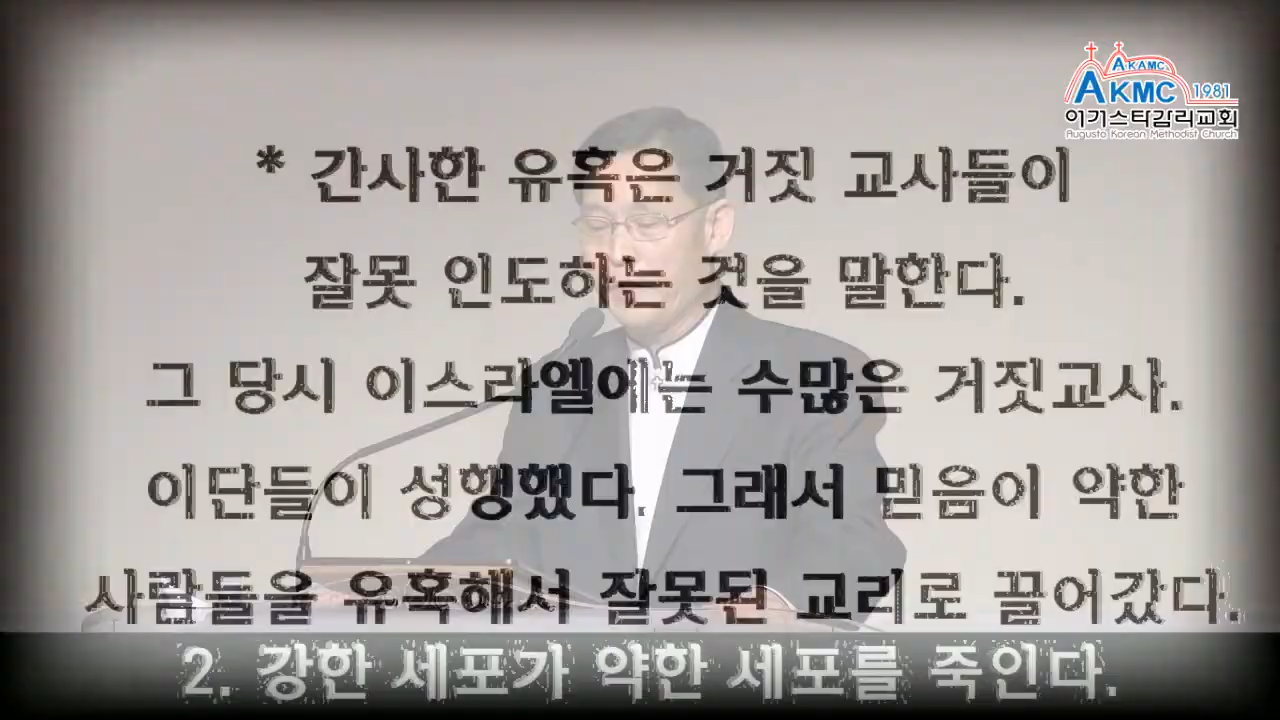 AKAMC
AKMC 1981
어기스타감리교회
Augusta Korean Methodist Church
* 간사한 유혹은 거짓 교사들이
잘못 인도하는 것을 말한다.
그 당시 이스라엘에는 수많은 거짓교사.
이단들이 성행했다. 그래서 믿음이 약한
사람들을 유혹해서 잘못된 교리로 끌어갔다.
2. 강한 세포가 약한 세포를 죽인다.